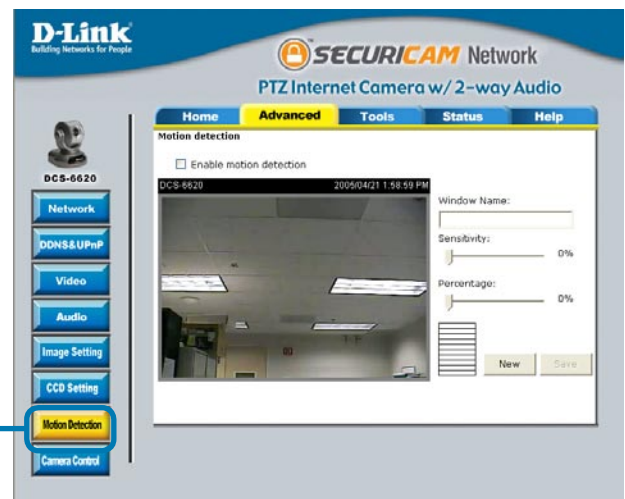 D-Link
Building Networks for People
SECURICAM Network
PTZ Internet Camera w/ 2-way Audio
Home Advanced Tools Status Help
DCS-6620
Network
DDNS&UPnP
Video
Audio
Image Setting
CCD Setting
Motion Detection
Camera Control
Motion detection
Enable motion detection
DCS-6620 2005/04/21 1:58:59 PM
Window Name:
Sensitivity:
0%
Percentage:
0%
New Save